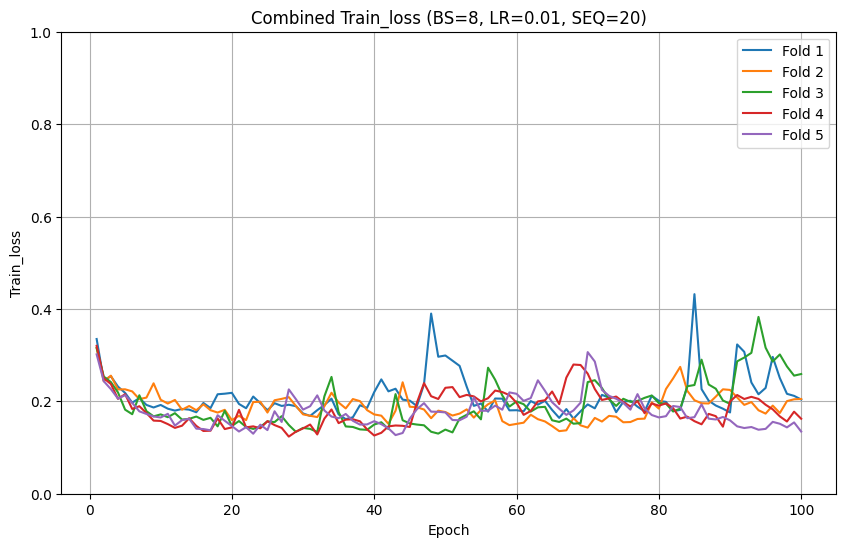 Combined Train_loss (BS=8, LR=0.01, SEQ=20)
1.0
0.8
0.6
0.4
0.2
0.0
Train_loss
Fold 1
Fold 2
Fold 3
Fold 4
Fold 5
0
20
40
60
80
100
Epoch